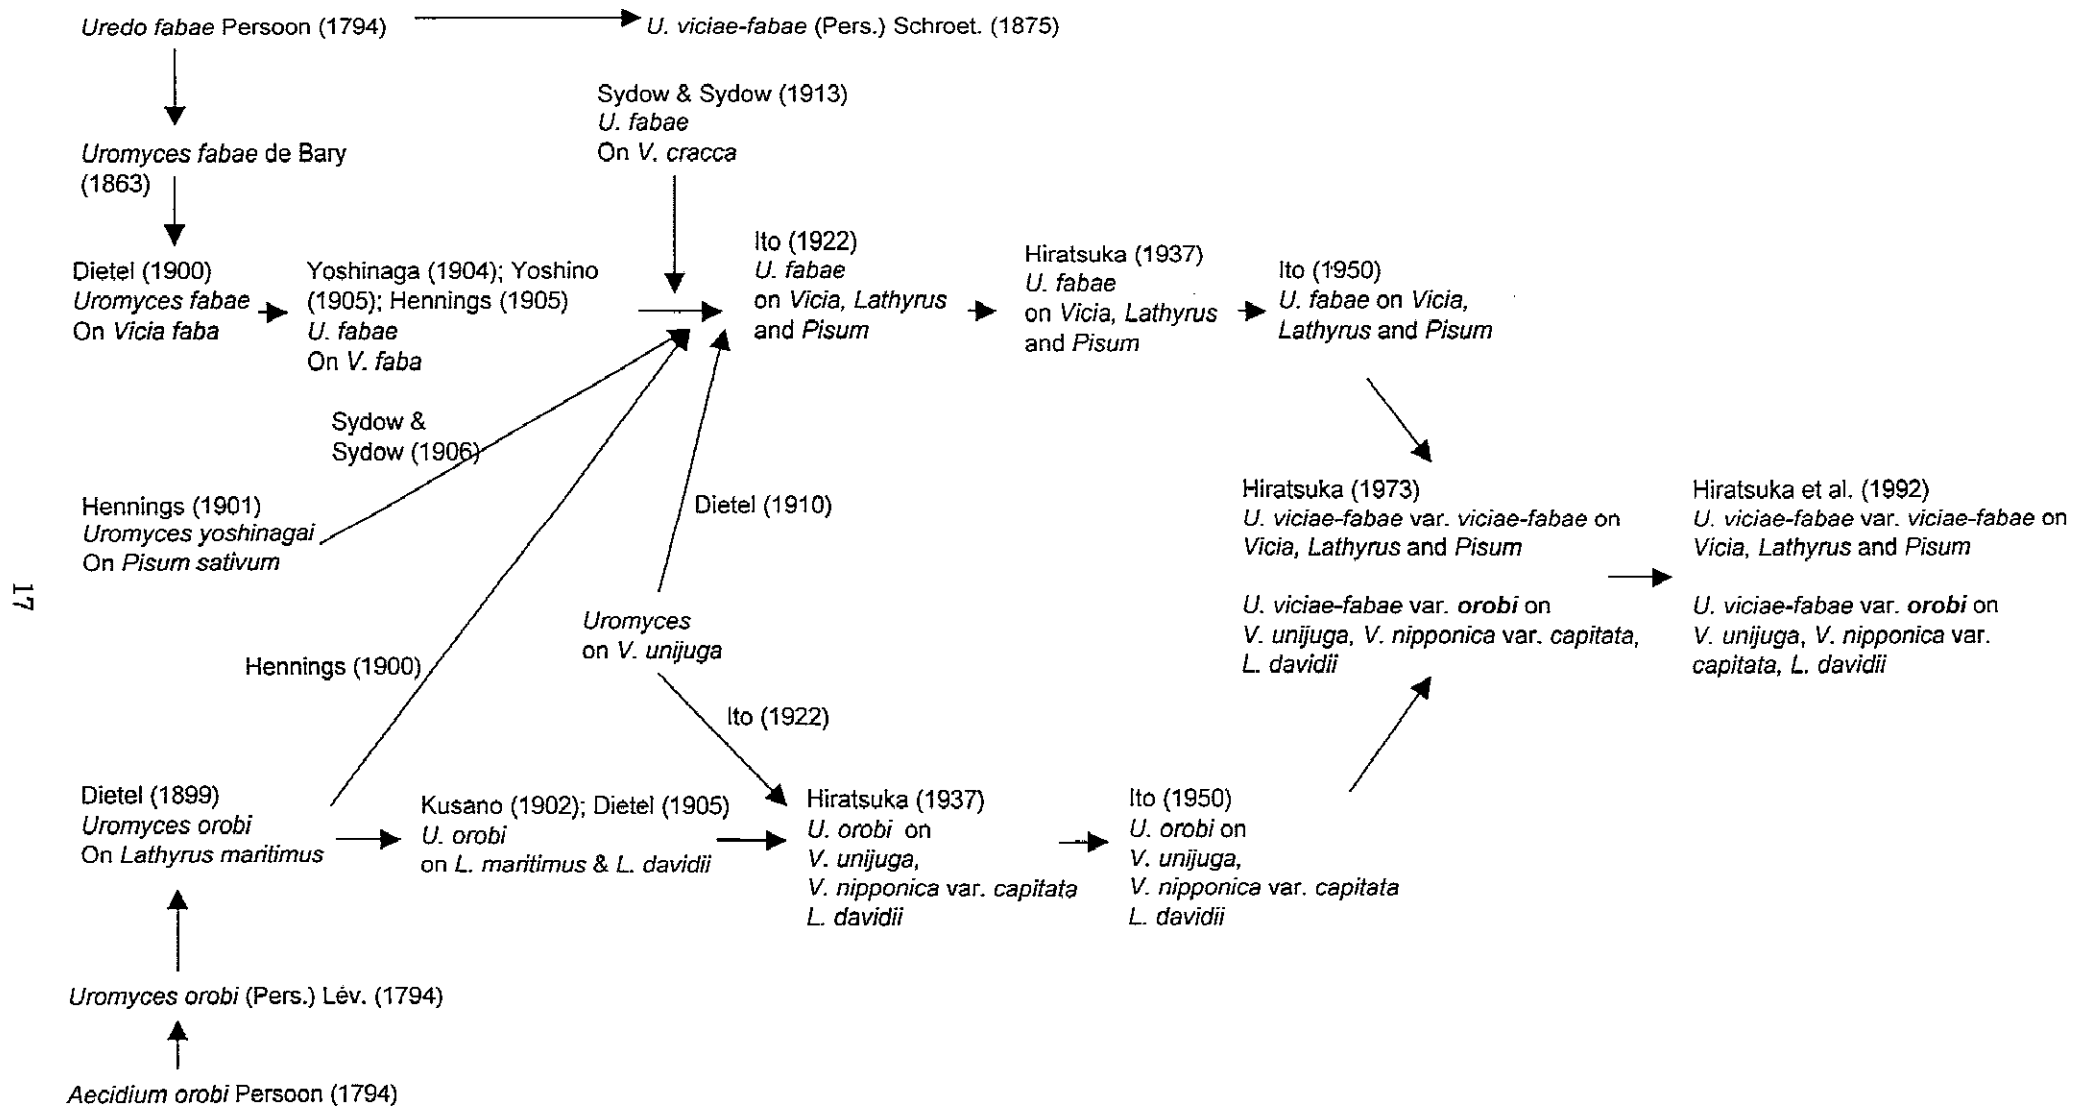 Uredo fabae Persoon (1794)
U. viciae-fabae (Pers.) Schroet. (1875)
Sydow & Sydow (1913)
U. fabae
On V. cracca
Uromyces fabae de Bary
(1863)
Dietel (1900)
Uromyces fabae
On Vicia faba
Yoshinaga (1904); Yoshino
(1905); Hennings (1905)
U. fabae
On V. faba
Ito (1922)
U. fabae
on Vicia, Lathyrus
and Pisum
Hiratsuka (1937)
U. fabae
on Vicia, Lathyrus
and Pisum
Ito (1950)
U. fabae on Vicia,
Lathyrus and Pisum
Sydow &
Sydow (1906)
Hennings (1901)
Uromyces yoshinagai
On Pisum sativum
Dietel (1910)
Hiratsuka (1973)
U. viciae-fabae var. viciae-fabae on
Vicia, Lathyrus and Pisum
U. viciae-fabae var. orobi on
V. unijuga, V. nipponica var. capitata,
L. davidii
Hiratsuka et al. (1992)
U. viciae-fabae var. viciae-fabae on
Vicia, Lathyrus and Pisum
U. viciae-fabae var. orobi on
V. unijuga, V. nipponica var.
capitata, L. davidii
17
Uromyces
on V. unijuga
Hennings (1900)
Ito (1922)
Dietel (1899)
Uromyces orobi
On Lathyrus maritimus
Kusano (1902); Dietel (1905)
U. orobi
on L. maritimus & L. davidii
Hiratsuka (1937)
U. orobi on
V. unijuga,
V. nipponica var. capitata
L. davidii
Ito (1950)
U. orobi on
V. unijuga,
V. nipponica var. capitata
L. davidii
Uromyces orobi (Pers.) Lév. (1794)
Aecidium orobi Persoon (1794)